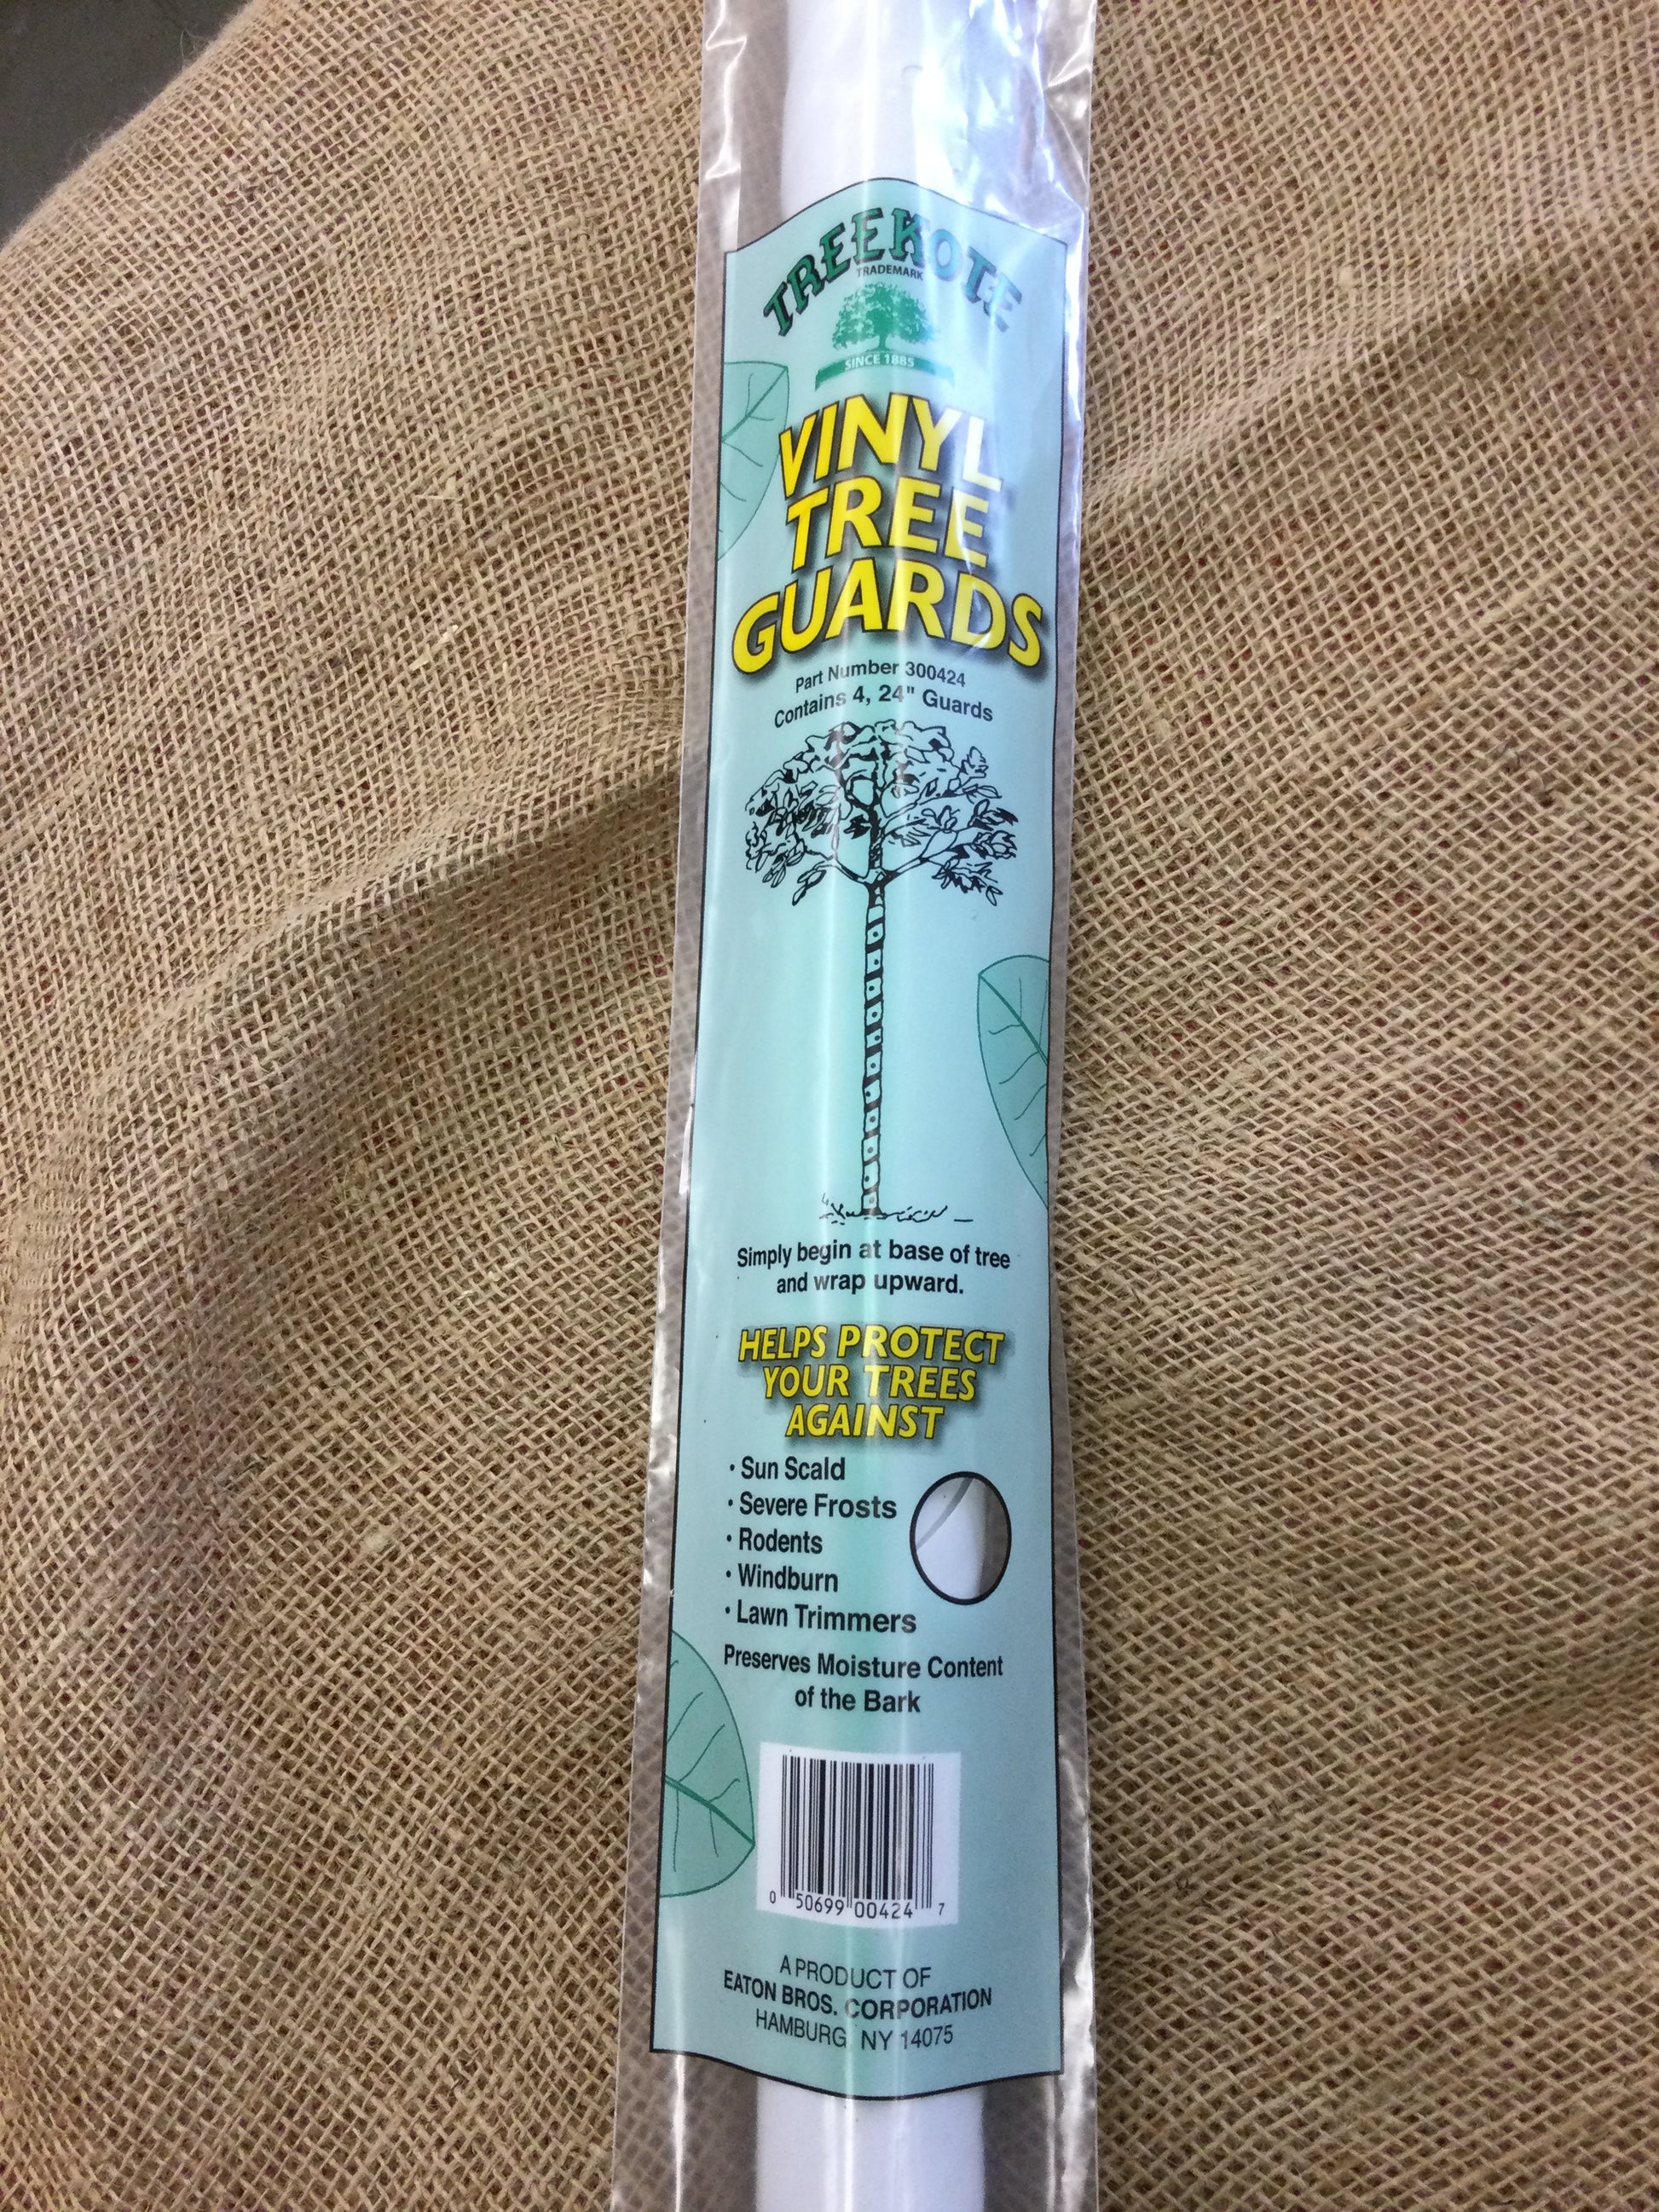 TREEKOTE
TRADEMARK
SINCE 1885
VINYL
TREE
GUARDS
Part Number 300424
Contains 4, 24" Guards
Simply begin at base of tree
and wrap upward.
HELPS PROTECT
YOUR TREES
AGAINST
• Sun Scald
• Severe Frosts
• Rodents
• Windburn
• Lawn Trimmers
Preserves Moisture Content
of the Bark
0 50699 00424 7
A PRODUCT OF
EATON BROS. CORPORATION
HAMBURG NY 14075